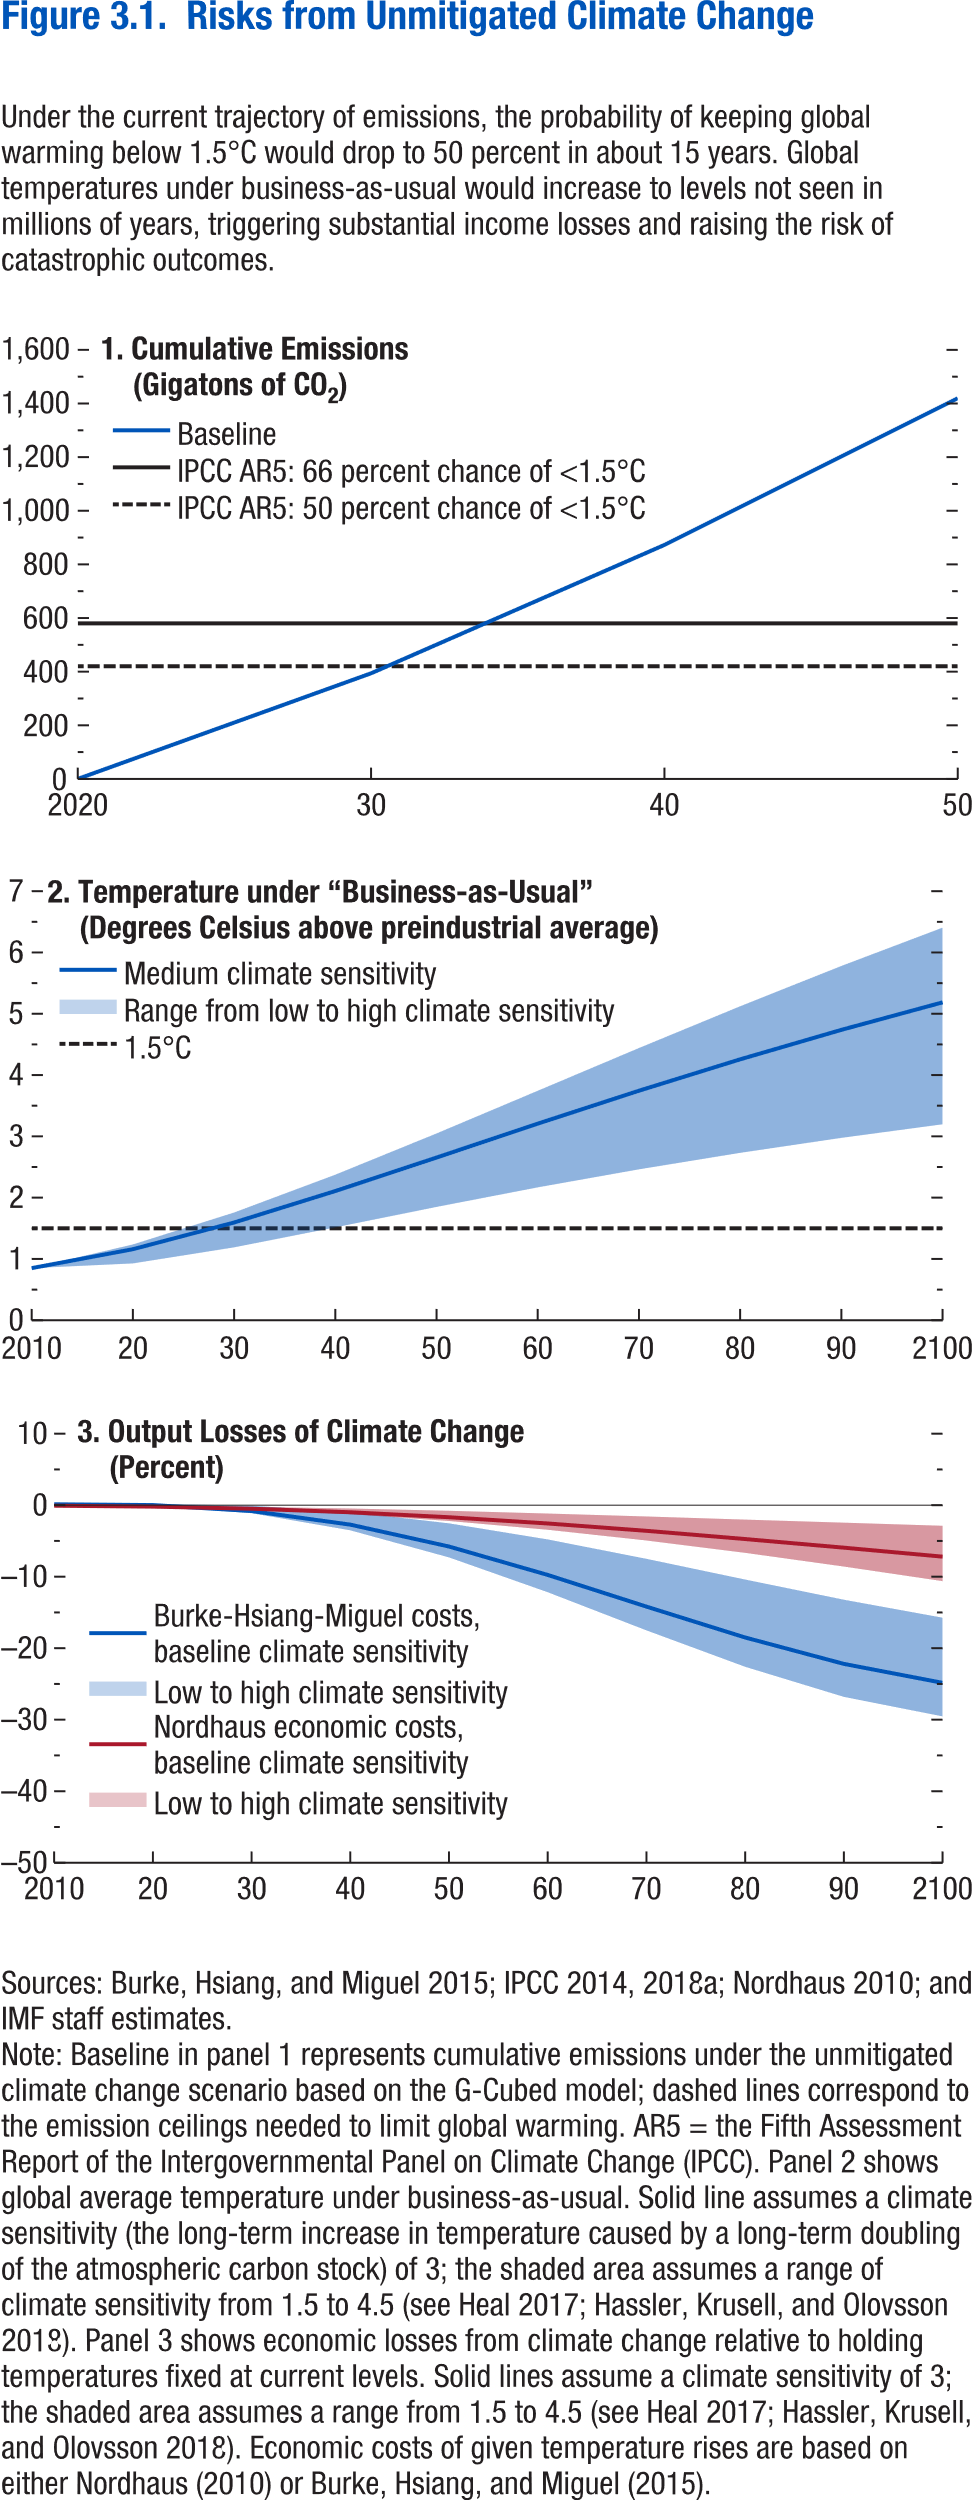 Figure 3.1. Risks from Unmitigated Climate Change
Under the current trajectory of emissions, the probability of keeping global
warming below 1.5°C would drop to 50 percent in about 15 years. Global
temperatures under business-as-usual would increase to levels not seen in
millions of years, triggering substantial income losses and raising the risk of
catastrophic outcomes.
1,600
1. Cumulative Emissions
(Gigatons of CO2)
1,400
Baseline
1,200
IPCC AR5: 66 percent chance of <1.5°C
IPCC AR5: 50 percent chance of <1.5°C
1,000
800
600
400
200
0
2020 30 40 50
7
2. Temperature under “Business-as-Usual”
(Degrees Celsius above preindustrial average)
6
Medium climate sensitivity
5
Range from low to high climate sensitivity
1.5°C
4
3
2
1
0
2010 20 30 40 50 60 70 80 90 2100
10
3. Output Losses of Climate Change
(Percent)
0
–10
Burke-Hsiang-Miguel costs,
baseline climate sensitivity
–20
Low to high climate sensitivity
–30
Nordhaus economic costs,
baseline climate sensitivity
–40
Low to high climate sensitivity
–50
2010 20 30 40 50 60 70 80 90 2100
Sources: Burke, Hsiang, and Miguel 2015; IPCC 2014, 2018a; Nordhaus 2010; and
IMF staff estimates.
Note: Baseline in panel 1 represents cumulative emissions under the unmitigated
climate change scenario based on the G-Cubed model; dashed lines correspond to
the emission ceilings needed to limit global warming. AR5 = the Fifth Assessment
Report of the Intergovernmental Panel on Climate Change (IPCC). Panel 2 shows
global average temperature under business-as-usual. Solid line assumes a climate
sensitivity (the long-term increase in temperature caused by a long-term doubling
of the atmospheric carbon stock) of 3; the shaded area assumes a range of
climate sensitivity from 1.5 to 4.5 (see Heal 2017; Hassler, Krusell, and Olovsson
2018). Panel 3 shows economic losses from climate change relative to holding
temperatures fixed at current levels. Solid lines assume a climate sensitivity of 3;
the shaded area assumes a range from 1.5 to 4.5 (see Heal 2017; Hassler, Krusell,
and Olovsson 2018). Economic costs of given temperature rises are based on
either Nordhaus (2010) or Burke, Hsiang, and Miguel (2015).